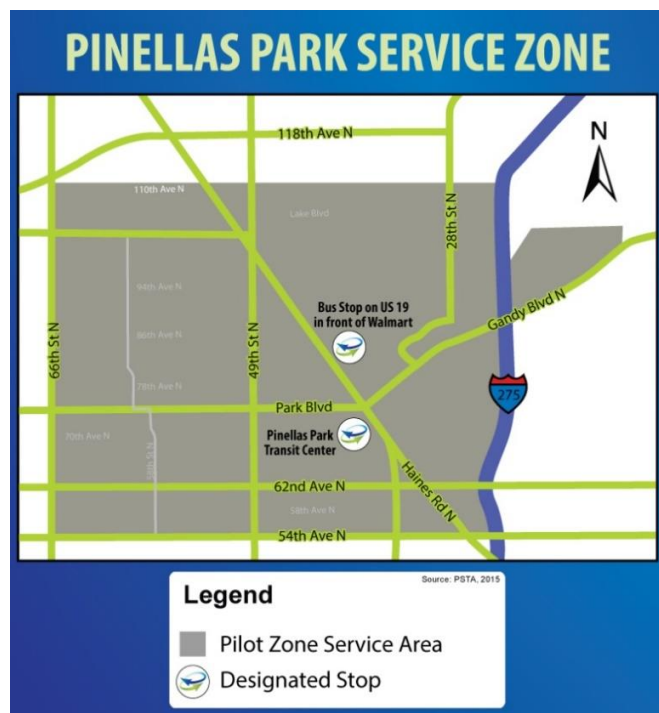 PINELLAS PARK SERVICE ZONE
118th Ave N
N
110th Ave N
Lake Blvd
28th St N
94th Ave N
Bus Stop on US 19
in front of Walmart
Gandy Blvd N
86th Ave N
66th St N
49th St N
78th Ave N
275
Park Blvd
70th Ave N
Pinellas Park
Transit Center
58th St N
Haines Rd N
62nd Ave N
58th Ave N
54th Ave N
Source: PSTA, 2015
Legend
Pilot Zone Service Area
Designated Stop